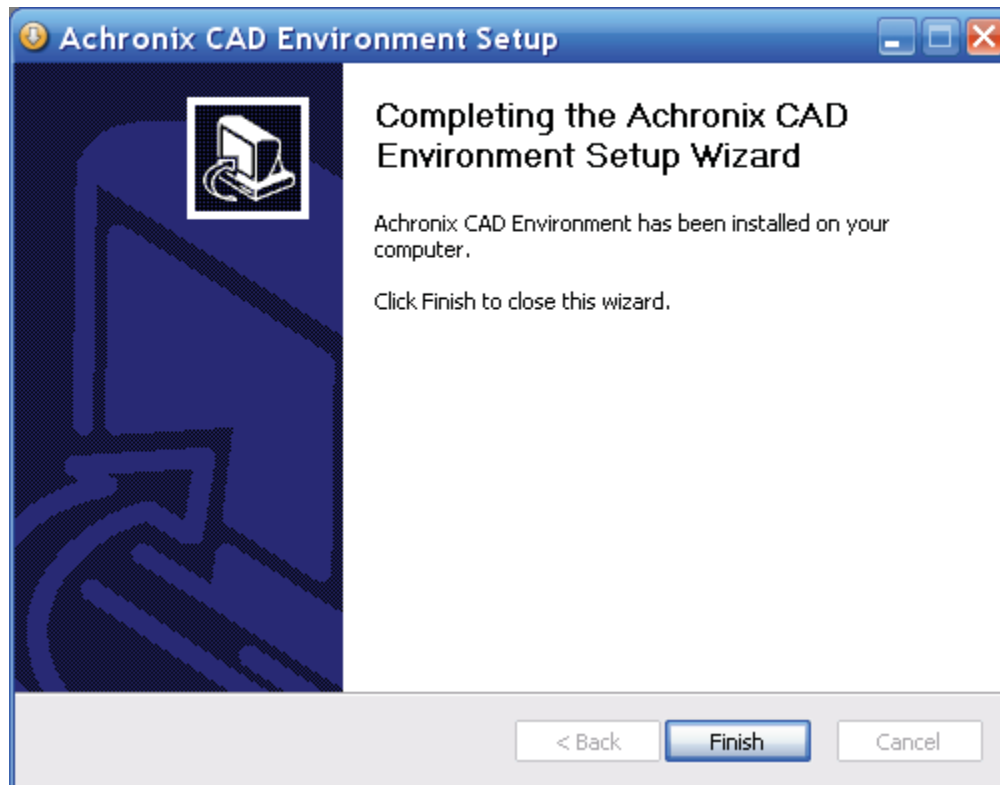 Achronix CAD Environment Setup
Completing the Achronix CAD
Environment Setup Wizard
Achronix CAD Environment has been installed on your
computer.
Click Finish to close this wizard.
< Back
Finish
Cancel